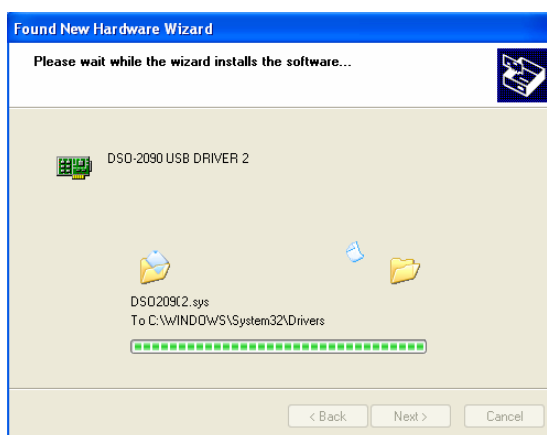 Found New Hardware Wizard
Please wait while the wizard installs the software...
DSO-2090 USB DRIVER 2
To C:\WINDOWS\System32\Drivers
< Back
Next >
Cancel